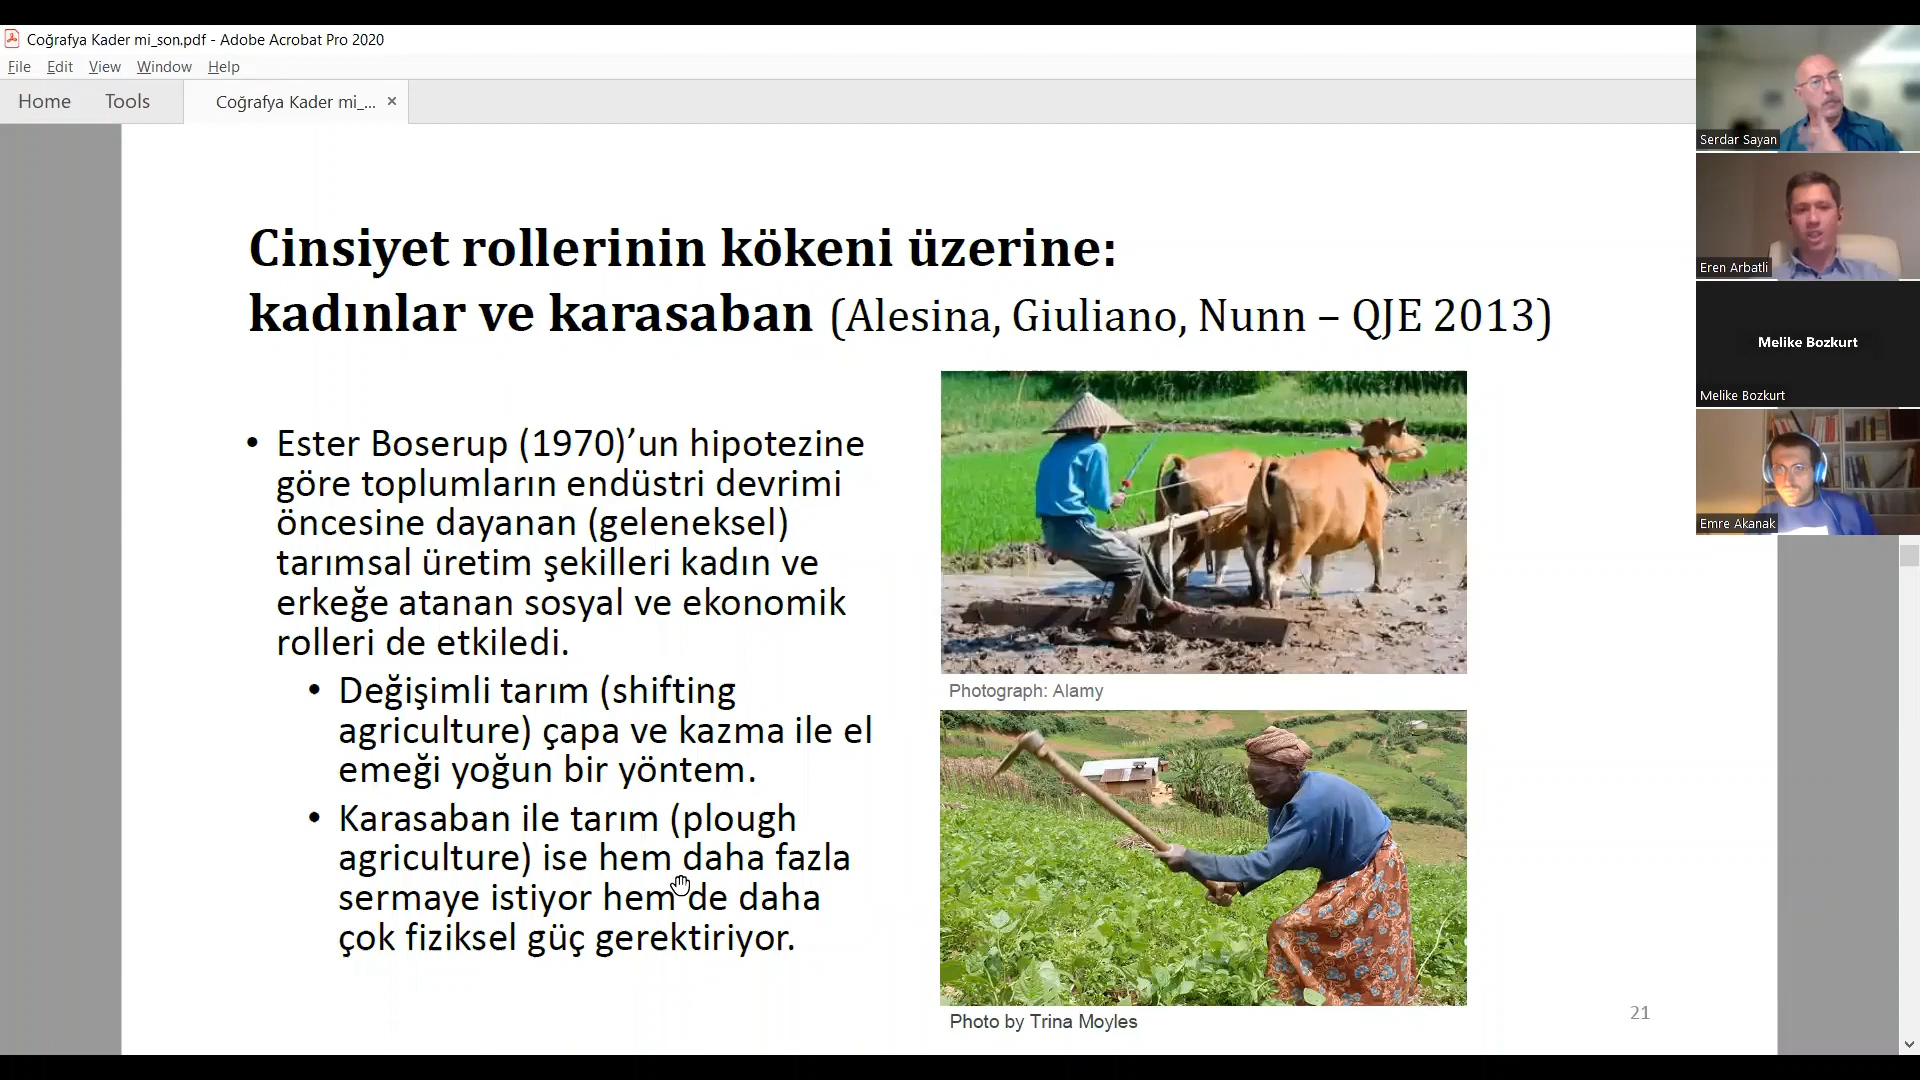 Coğrafya Kader mi_son.pdf - Adobe Acrobat Pro 2020
File Edit View Window Help
Home Tools Coğrafya Kader mi_... ×
Cinsiyet rollerinin kökeni üzerine:
kadınlar ve karasaban (Alesina, Giuliano, Nunn – QJE 2013)
• Ester Boserup (1970)’un hipotezine
göre toplumların endüstri devrimi
öncesine dayanan (geleneksel)
tarımsal üretim şekilleri kadın ve
erkeğe atanan sosyal ve ekonomik
rolleri de etkiledi.
• Değişimli tarım (shifting
agriculture) çapa ve kazma ile el
emeği yoğun bir yöntem.
• Karasaban ile tarım (plough
agriculture) ise hem daha fazla
sermaye istiyor hem de daha
çok fiziksel güç gerektiriyor.
Photograph: Alamy
Photo by Trina Moyles
21
Serdar Sayan
Eren Arbatli
Melike Bozkurt
Melike Bozkurt
Emre Akanak